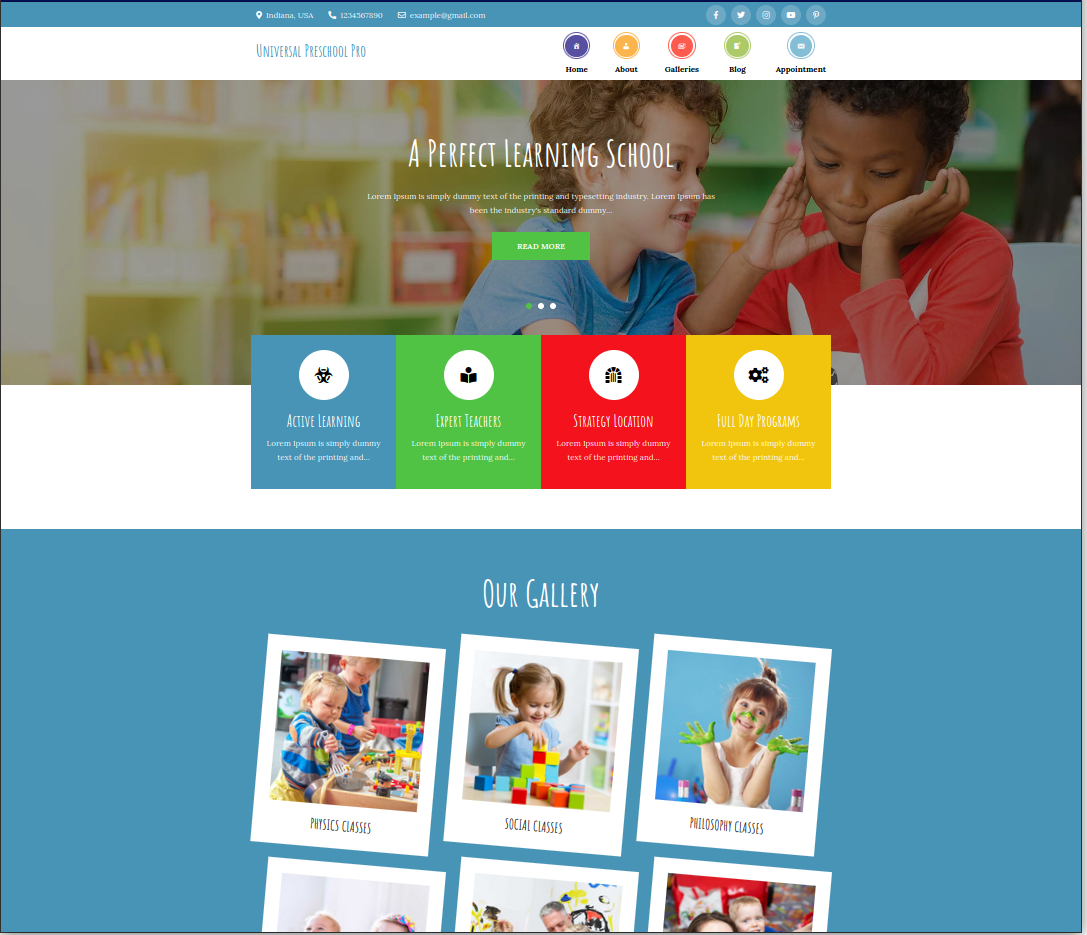 Indiana, USA 1234567890 example@gmail.com
Universal Preschool Pro
Home About Galleries Blog Appointment
A Perfect Learning School
Lorem Ipsum is simply dummy text of the printing and typesetting industry. Lorem Ipsum has
been the industry's standard dummy...
READ MORE
Active Learning
Lorem Ipsum is simply dummy
text of the printing and...
Expert Teachers
Lorem Ipsum is simply dummy
text of the printing and...
Strategy Location
Lorem Ipsum is simply dummy
text of the printing and...
Full Day Programs
Lorem Ipsum is simply dummy
text of the printing and...
Our Gallery
Physics Classes
Social Classes
Philosophy Classes